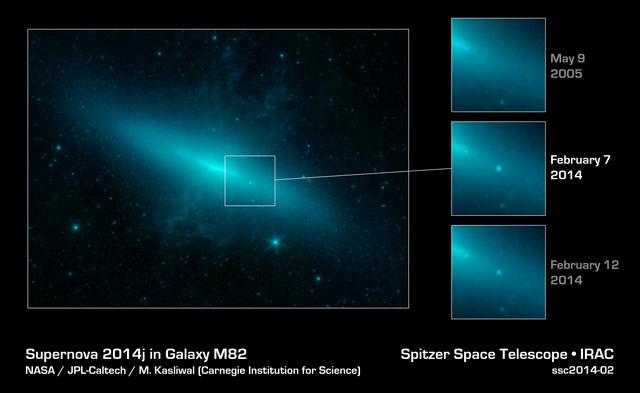 May 9
2005
February 7
2014
February 12
2014
Supernova 2014j in Galaxy M82
NASA / JPL-Caltech / M. Kasliwal (Carnegie Institution for Science)
Spitzer Space Telescope • IRAC
ssc2014-02